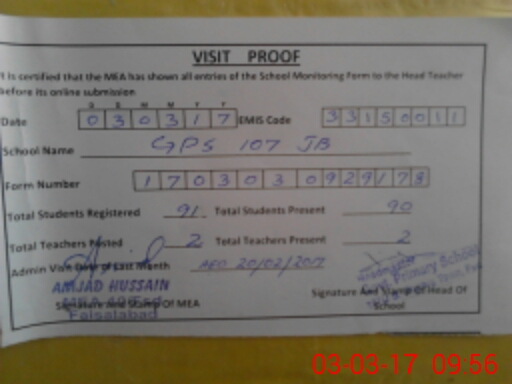 VISIT PROOF
It is certified that the MEA has shown all entries of the School Monitoring Form to the Head Teacher
before its online submission
D D M M Y Y
Date 0 3 0 3 1 7 EMIS Code 3 3 1 5 0 0 1 1
School Name GPS 107 JB
Form Number 1 7 0 3 0 3 0 9 2 9 1 7 8
Total Students Registered 91 Total Students Present 90
Total Teachers Posted 2 Total Teachers Present 2
Admin Visit Date of Last Month AEO 20/02/2017
AMJAD HUSSAIN
Primary School
Signature And Stamp Of MEA Signature And Stamp Of Head Of
Faisalabad School
03-03-17 09:56